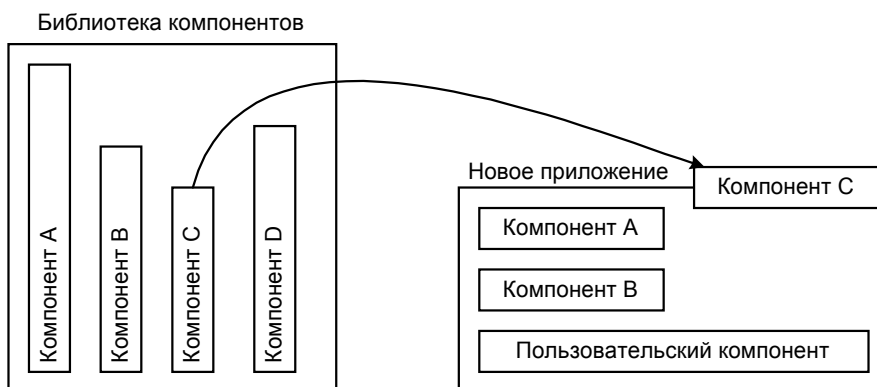 Библиотека компонентов
Компонент A
Компонент B
Компонент C
Компонент D
Новое приложение
Компонент C
Компонент A
Компонент B
Пользовательский компонент